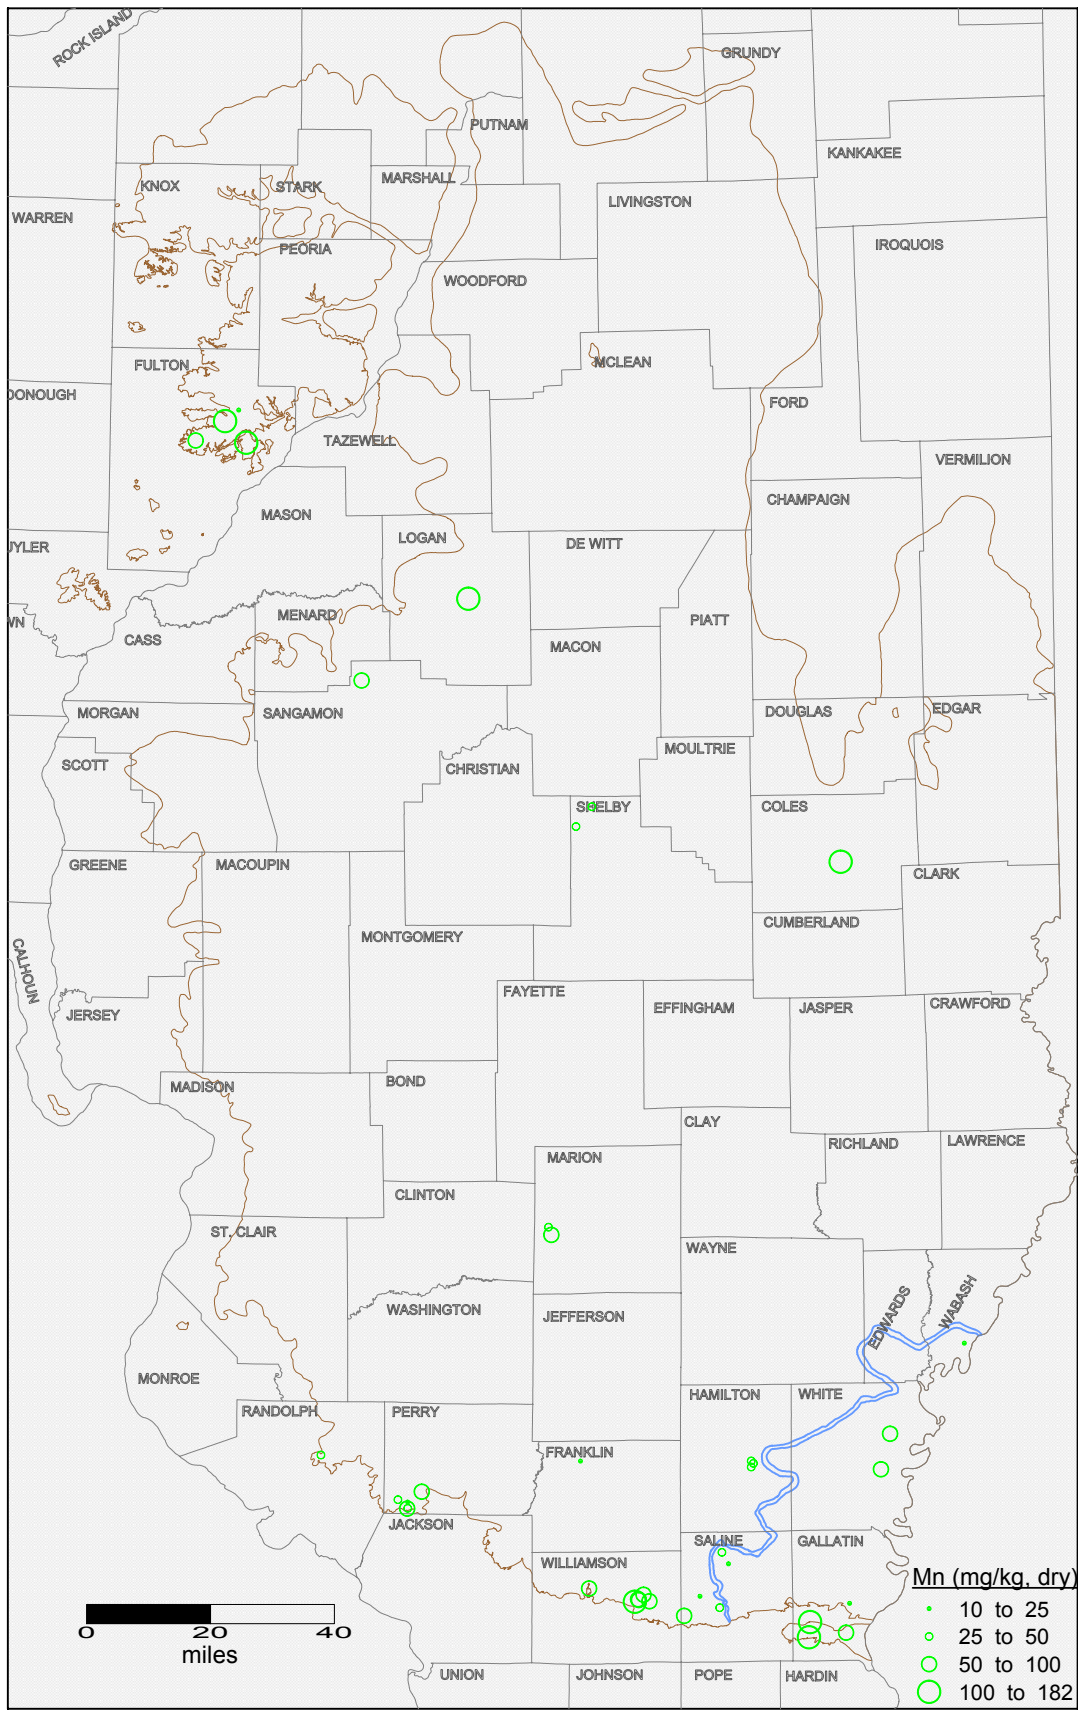 ROCK ISLAND
GRUNDY
PUTNAM
KANKAKEE
KNOX
STARK
MARSHALL
LIVINGSTON
WARREN
IROQUOIS
PEORIA
WOODFORD
FULTON
MCLEAN
DONOUGH
FORD
TAZEWELL
VERMILION
CHAMPAIGN
MASON
LOGAN
DE WITT
UYLER
MENARD
PIATT
WN
CASS
MACON
MORGAN
SANGAMON
DOUGLAS
EDGAR
SCOTT
CHRISTIAN
MOULTRIE
SHELBY
COLES
GREENE
MACOUPIN
CLARK
CUMBERLAND
MONTGOMERY
CALHOUN
FAYETTE
EFFINGHAM
JASPER
CRAWFORD
JERSEY
MADISON
BOND
CLAY
RICHLAND
LAWRENCE
MARION
CLINTON
ST. CLAIR
WAYNE
WASHINGTON
JEFFERSON
EDWARDS
WABASH
MONROE
HAMILTON
WHITE
RANDOLPH
PERRY
FRANKLIN
JACKSON
SALINE
GALLATIN
WILLIAMSON
Mn (mg/kg, dry)
10 to 25
25 to 50
50 to 100
100 to 182
0 20 40
miles
UNION
JOHNSON
POPE
HARDIN